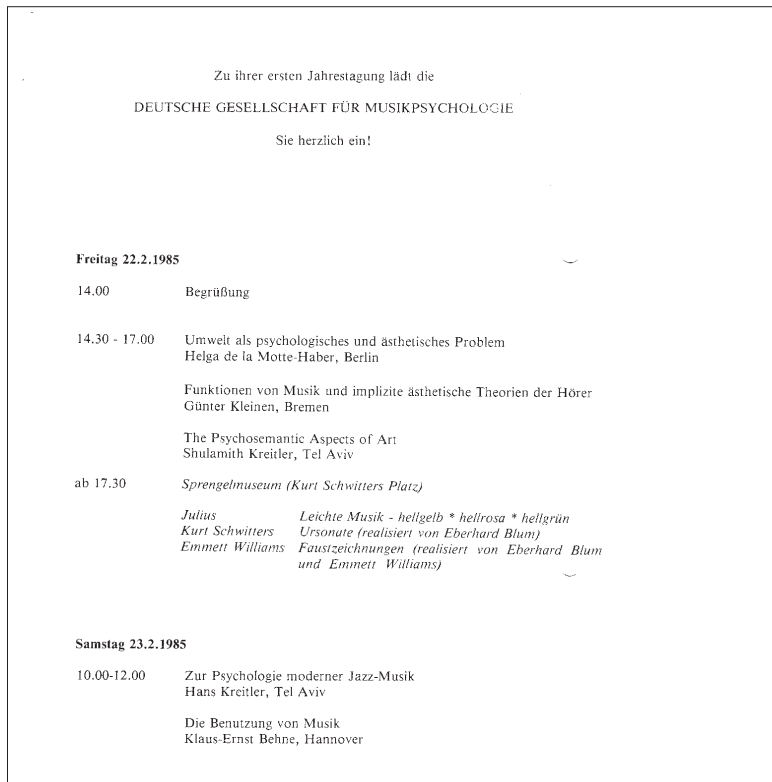 Zu ihrer ersten Jahrestagung lädt die
DEUTSCHE GESELLSCHAFT FÜR MUSIKPSYCHOLOGIE
Sie herzlich ein!
Freitag 22.2.1985
14.00 Begrüßung
14.30 - 17.00 Umwelt als psychologisches und ästhetisches Problem
Helga de la Motte-Haber, Berlin
Funktionen von Musik und implizite ästhetische Theorien der Hörer
Günter Kleinen, Bremen
The Psychosemantic Aspects of Art
Shulamith Kreitler, Tel Aviv
ab 17.30 Sprengelmuseum (Kurt Schwitters Platz)
Julius Leichte Musik - hellgelb * hellrosa * hellgrün
Kurt Schwitters Ursonate (realisiert von Eberhard Blum)
Emmett Williams Faustzeichnungen (realisiert von Eberhard Blum
und Emmett Williams)
Samstag 23.2.1985
10.00-12.00 Zur Psychologie moderner Jazz-Musik
Hans Kreitler, Tel Aviv
Die Benutzung von Musik
Klaus-Ernst Behne, Hannover